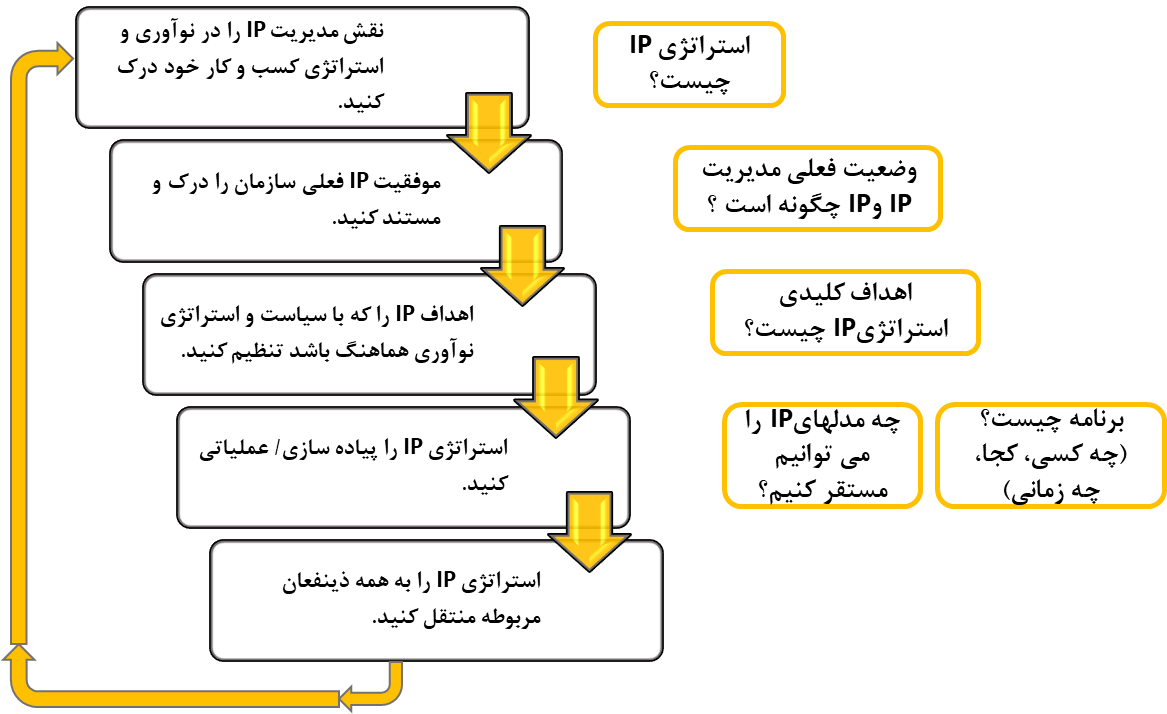 نقش مدیریت IP را در نوآوری و
استراتژی کسب و کار خود درک
کنید.
استراتژی IP
چیست؟
موفقیت IP فعلی سازمان را درک و
مستند کنید.
وضعیت فعلی مدیریت
IP وIP چگونه است ؟
اهداف IP را که با سیاست و استراتژی
نوآوری هماهنگ باشد تنظیم کنید.
اهداف کلیدی
استراتژیIP چیست؟
استراتژی IP را پیاده سازی/ عملیاتی
کنید.
چه مدلهایIP را
می توانیم
مستقر کنیم؟
برنامه چیست؟
(چه کسی، کجا،
چه زمانی)
استراتژی IP را به همه ذینفعان
مربوطه منتقل کنید.